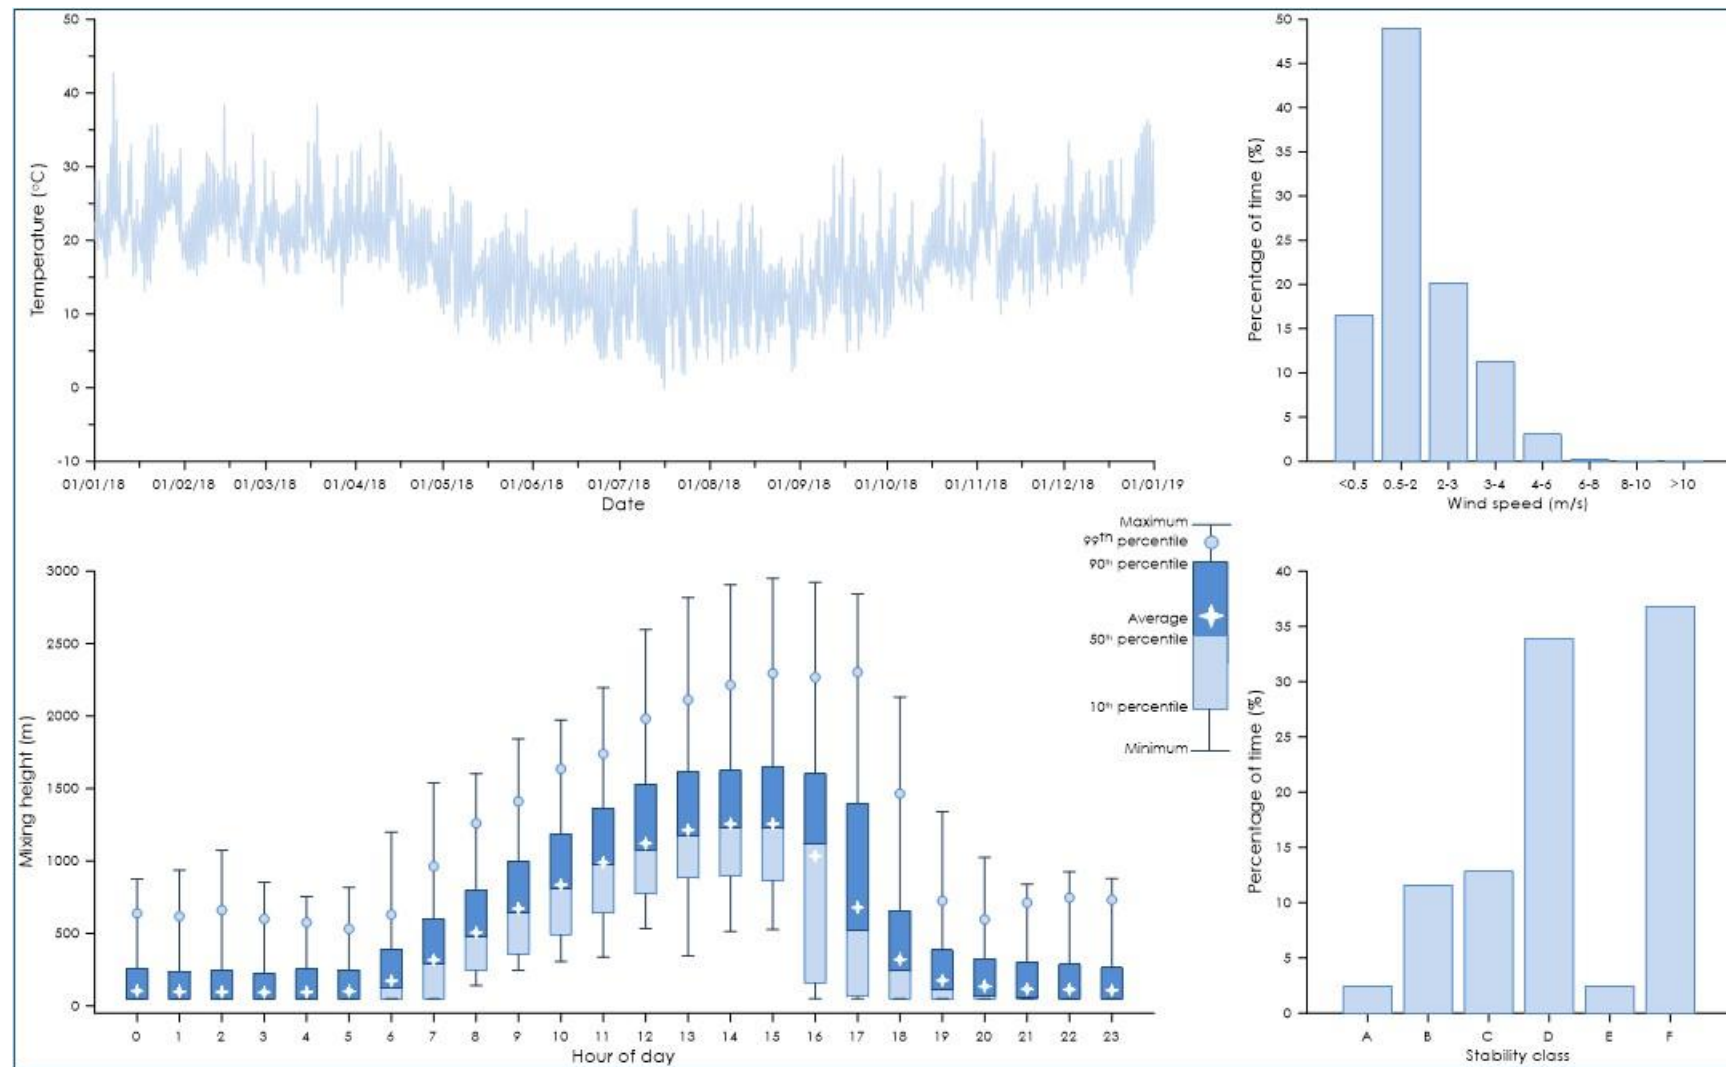 50
40
30
20
10
0
-10
Temperature (°C)
01/01/18 01/02/18 01/03/18 01/04/18 01/05/18 01/06/18 01/07/18 01/08/18 01/09/18 01/10/18 01/11/18 01/12/18 01/01/19
Date
50
45
40
35
30
25
20
15
10
5
0
Percentage of time (%)
<0.5 0.5-2 2-3 3-4 4-6 6-8 8-10 >10
Wind speed (m/s)
3000
2500
2000
1500
1000
500
0
Mixing height (m)
0 1 2 3 4 5 6 7 8 9 10 11 12 13 14 15 16 17 18 19 20 21 22 23
Hour of day
Maximum
99th percentile
90th percentile
Average
50th percentile
10th percentile
Minimum
40
35
30
25
20
15
10
5
0
Percentage of time (%)
A B C D E F
Stability class